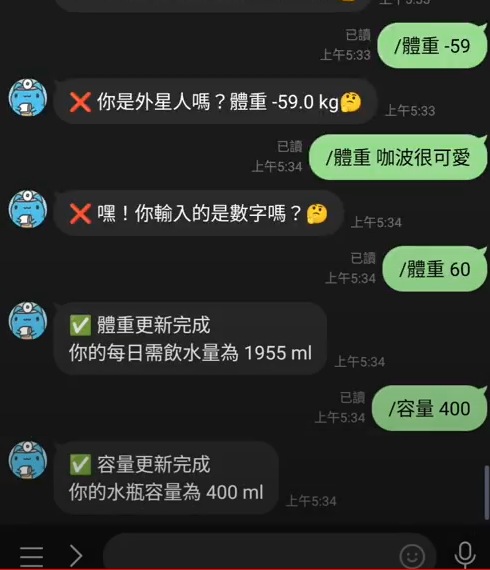 已讀
上午5:33
/體重 -59
❌ 你是外星人嗎？體重 -59.0 kg🤔
上午5:33
已讀
上午5:34
/體重 咖波很可愛
❌ 嘿！你輸入的是數字嗎？🤔
上午5:34
已讀
上午5:34
/體重 60
✅ 體重更新完成
你的每日需飲水量為 1955 ml
上午5:34
已讀
上午5:34
/容量 400
✅ 容量更新完成
你的水瓶容量為 400 ml
上午5:34